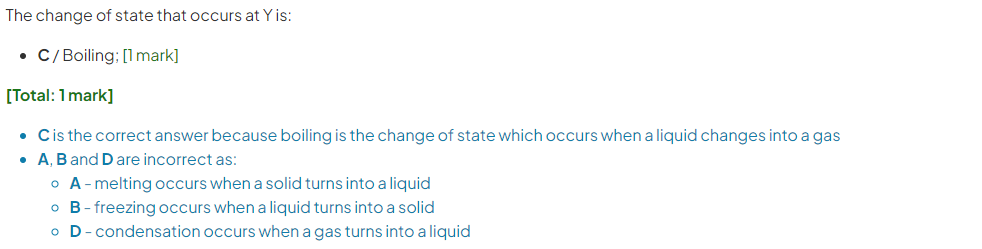 The change of state that occurs at Y is:
• C / Boiling; [1 mark]
[Total: 1 mark]
• C is the correct answer because boiling is the change of state which occurs when a liquid changes into a gas
• A, B and D are incorrect as:
○ A - melting occurs when a solid turns into a liquid
○ B - freezing occurs when a liquid turns into a solid
○ D - condensation occurs when a gas turns into a liquid